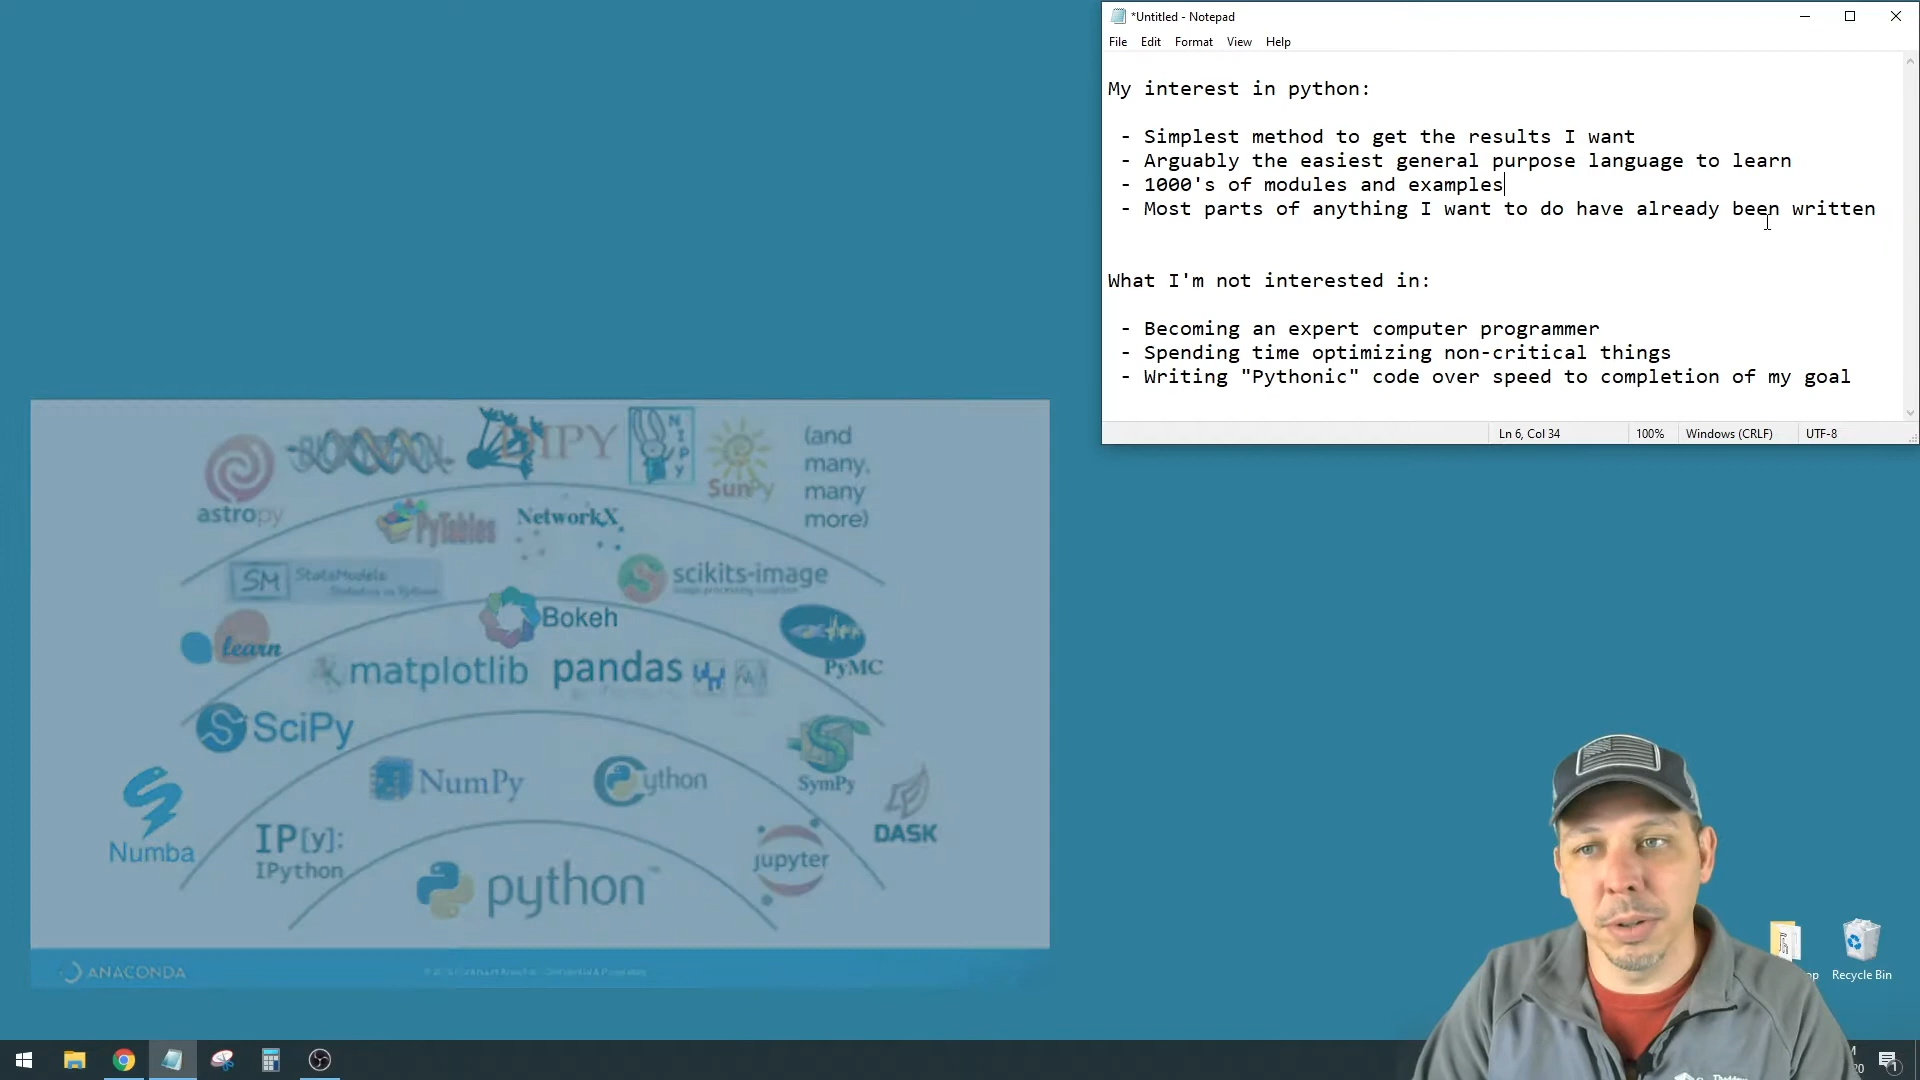 *Untitled - Notepad
File Edit Format View Help
My interest in python:
- Simplest method to get the results I want
- Arguably the easiest general purpose language to learn
- 1000's of modules and examples
- Most parts of anything I want to do have already been written
What I'm not interested in:
- Becoming an expert computer programmer
- Spending time optimizing non-critical things
- Writing "Pythonic" code over speed to completion of my goal
Ln 6, Col 34 100% Windows (CRLF) UTF-8
DIPY
NIPY
(and
many,
many
more)
astropy
SunPy
PyTables
NetworkX
SM StatsModels
scikits-image
Bokeh
learn
matplotlib
pandas
PyMC
SciPy
NumPy
Cython
SymPy
Numba
IP[y]:
IPython
DASK
jupyter
python
ANACONDA
Recycle Bin
1